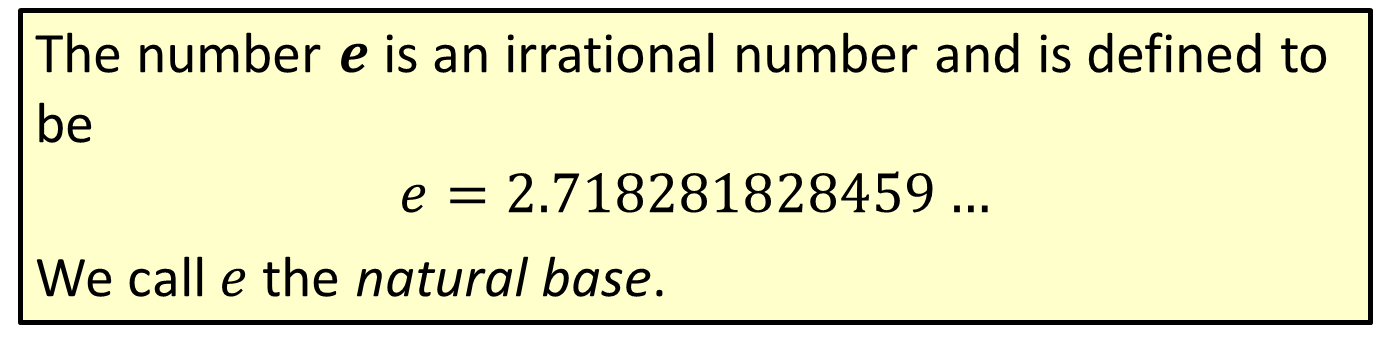 The number e is an irrational number and is defined to
be
e = 2.718281828459 …
We call e the natural base.